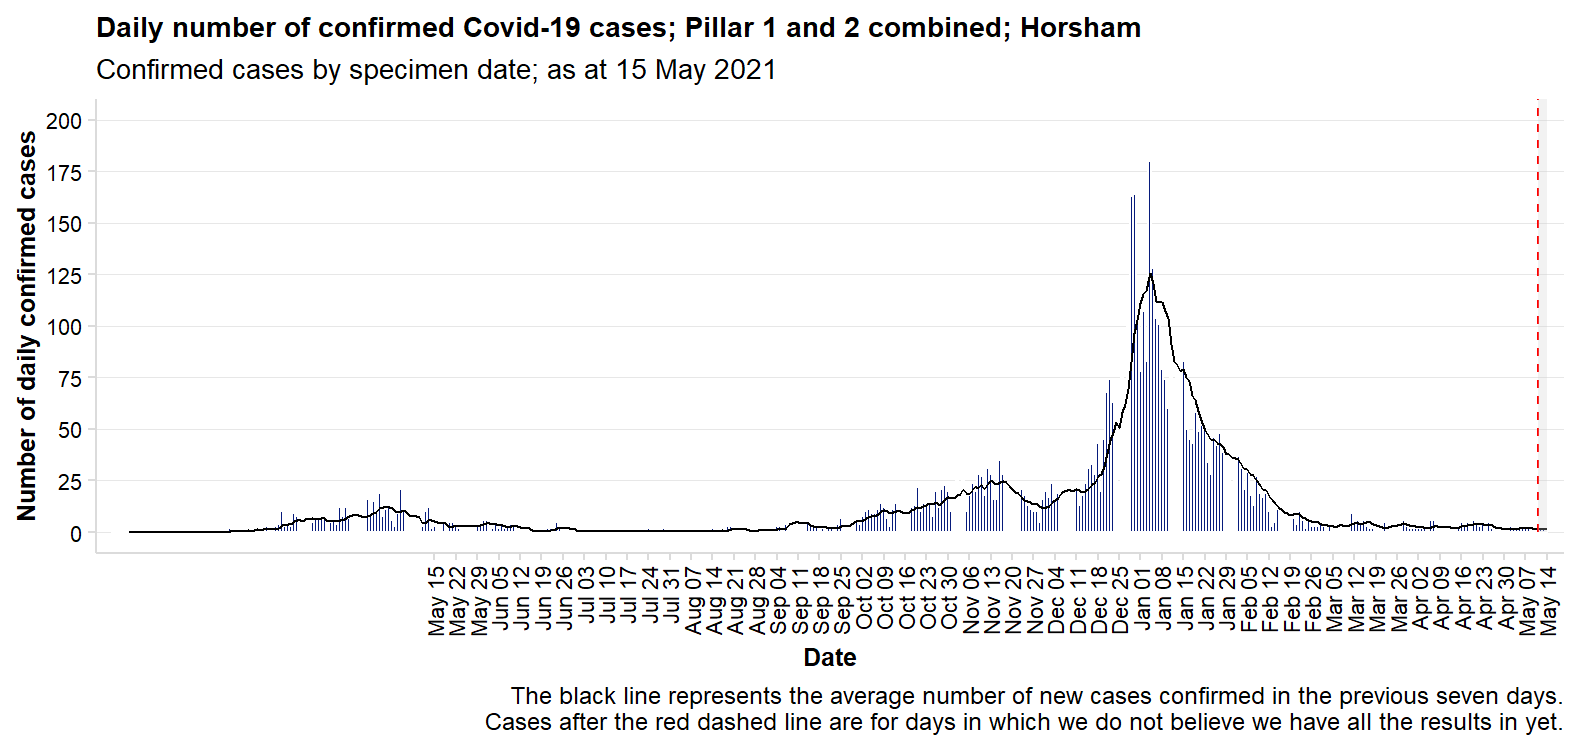 Daily number of confirmed Covid-19 cases; Pillar 1 and 2 combined; Horsham
Confirmed cases by specimen date; as at 15 May 2021
Number of daily confirmed cases
200
175
150
125
100
75
50
25
0
May 15
May 22
May 29
Jun 05
Jun 12
Jun 19
Jun 26
Jul 03
Jul 10
Jul 17
Jul 24
Jul 31
Aug 07
Aug 14
Aug 21
Aug 28
Sep 04
Sep 11
Sep 18
Sep 25
Oct 02
Oct 09
Oct 16
Oct 23
Oct 30
Nov 06
Nov 13
Nov 20
Nov 27
Dec 04
Dec 11
Dec 18
Dec 25
Jan 01
Jan 08
Jan 15
Jan 22
Jan 29
Feb 05
Feb 12
Feb 19
Feb 26
Mar 05
Mar 12
Mar 19
Mar 26
Apr 02
Apr 09
Apr 16
Apr 23
Apr 30
May 07
May 14
Date
The black line represents the average number of new cases confirmed in the previous seven days.
Cases after the red dashed line are for days in which we do not believe we have all the results in yet.